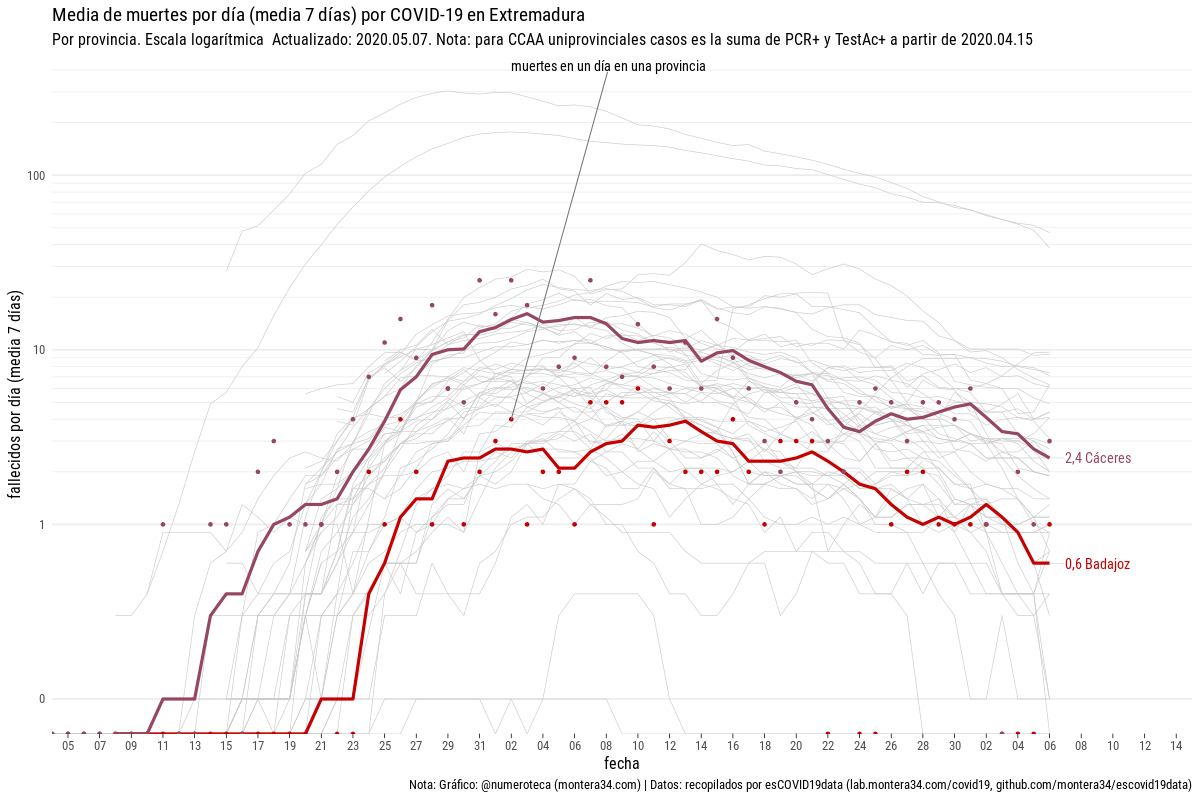 Media de muertes por día (media 7 días) por COVID-19 en Extremadura
Por provincia. Escala logarítmica  Actualizado: 2020.05.07. Nota: para CCAA uniprovinciales casos es la suma de PCR+ y TestAc+ a partir de 2020.04.15
muertes en un día en una provincia
fallecidos por día (media  7 días)
100
10
1
0
2,4 Cáceres
0,6 Badajoz
05 07 09 11 13 15 17 19 21 23 25 27 29 31 02 04 06 08 10 12 14 16 18 20 22 24 26 28 30 02 04 06 08 10 12 14
fecha
Nota: Gráfico: @numeroteca (montera34.com) | Datos: recopilados por esCOVID19data (lab.montera34.com/covid19, github.com/montera34/escovid19data)